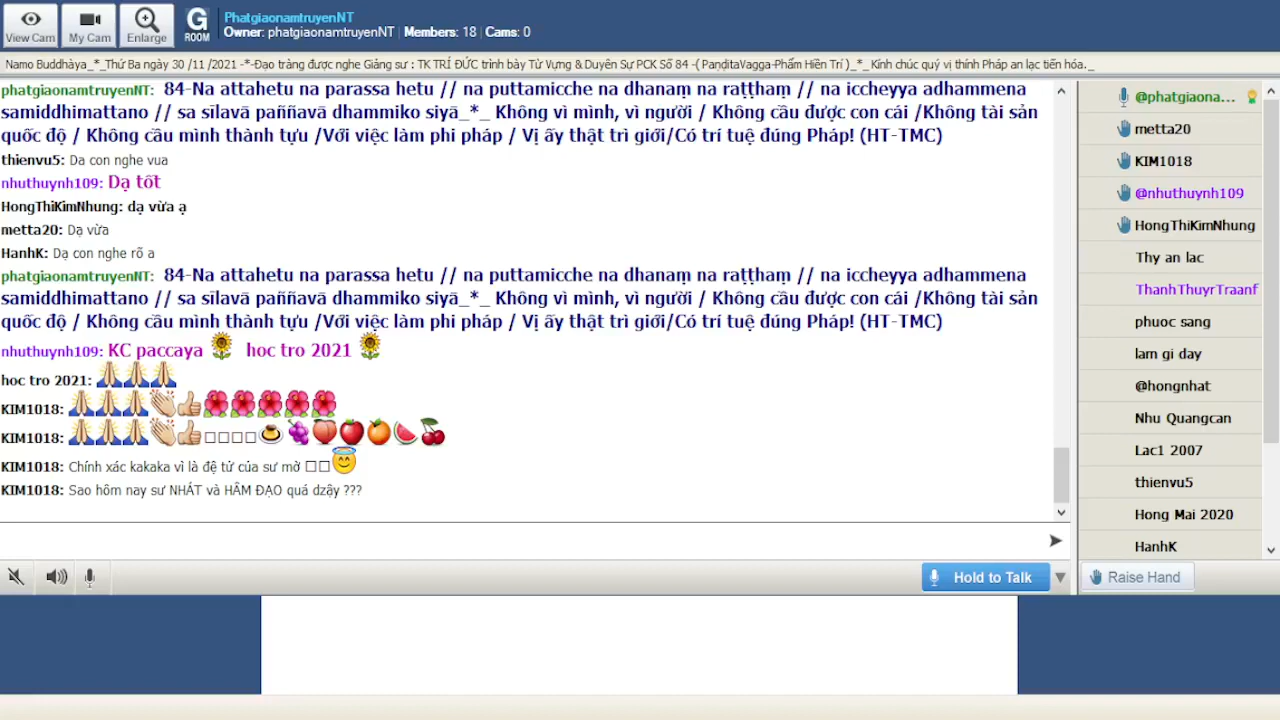 View Cam
My Cam
Enlarge
G
ROOM
PhatgiaonamtruyenNT
Owner: phatgiaonamtruyenNT | Members: 18 | Cams: 0
Namo Buddhàya_*_Thứ Ba ngày 30 /11 /2021 -*-Đạo tràng được nghe Giảng sư : TK TRÍ ĐỨC trình bày Từ Vựng & Duyên Sự PCK Số 84 -( PaṇḍitaVagga-Phẩm Hiền Trí )_*_ Kính chúc quý vị thính Pháp an lạc tiến hóa._
phatgiaonamtruyenNT: 84-Na attahetu na parassa hetu // na puttamicche na dhanaṃ na raṭṭhaṃ // na iccheyya adhammena
samiddhimattano // sa sīlavā paññavā dhammiko siyā_*_ Không vì mình, vì người / Không cầu được con cái /Không tài sản
quốc độ / Không cầu mình thành tựu /Với việc làm phi pháp / Vị ấy thật trì giới/Có trí tuệ đúng Pháp! (HT-TMC)
thienvu5: Da con nghe vua
nhuthuynh109: Dạ tốt
HongThiKimNhung: dạ vừa ạ
metta20: Dạ vừa
HanhK: Dạ con nghe rõ a
phatgiaonamtruyenNT: 84-Na attahetu na parassa hetu // na puttamicche na dhanaṃ na raṭṭhaṃ // na iccheyya adhammena
samiddhimattano // sa sīlavā paññavā dhammiko siyā_*_ Không vì mình, vì người / Không cầu được con cái /Không tài sản
quốc độ / Không cầu mình thành tựu /Với việc làm phi pháp / Vị ấy thật trì giới/Có trí tuệ đúng Pháp! (HT-TMC)
nhuthuynh109: KC paccaya 🌻 hoc tro 2021 🌻
hoc tro 2021: 🙏🙏🙏
KIM1018: 🙏🙏🙏👏👍🌺🌺🌺🌺🌺
KIM1018: 🙏🙏🙏👏👍□□□□🍮🍇🍑🍎🍊🍉🍒
KIM1018: Chính xác kakaka vì là đệ tử của sư mờ □□😇
KIM1018: Sao hôm nay sư NHÁT và HÂM ĐẠO quá dzậy ???
Hold to Talk
@phatgiaona...
metta20
KIM1018
@nhuthuynh109
HongThiKimNhung
Thy an lac
ThanhThuyrTraanf
phuoc sang
lam gi day
@hongnhat
Nhu Quangcan
Lac1 2007
thienvu5
Hong Mai 2020
HanhK
Raise Hand